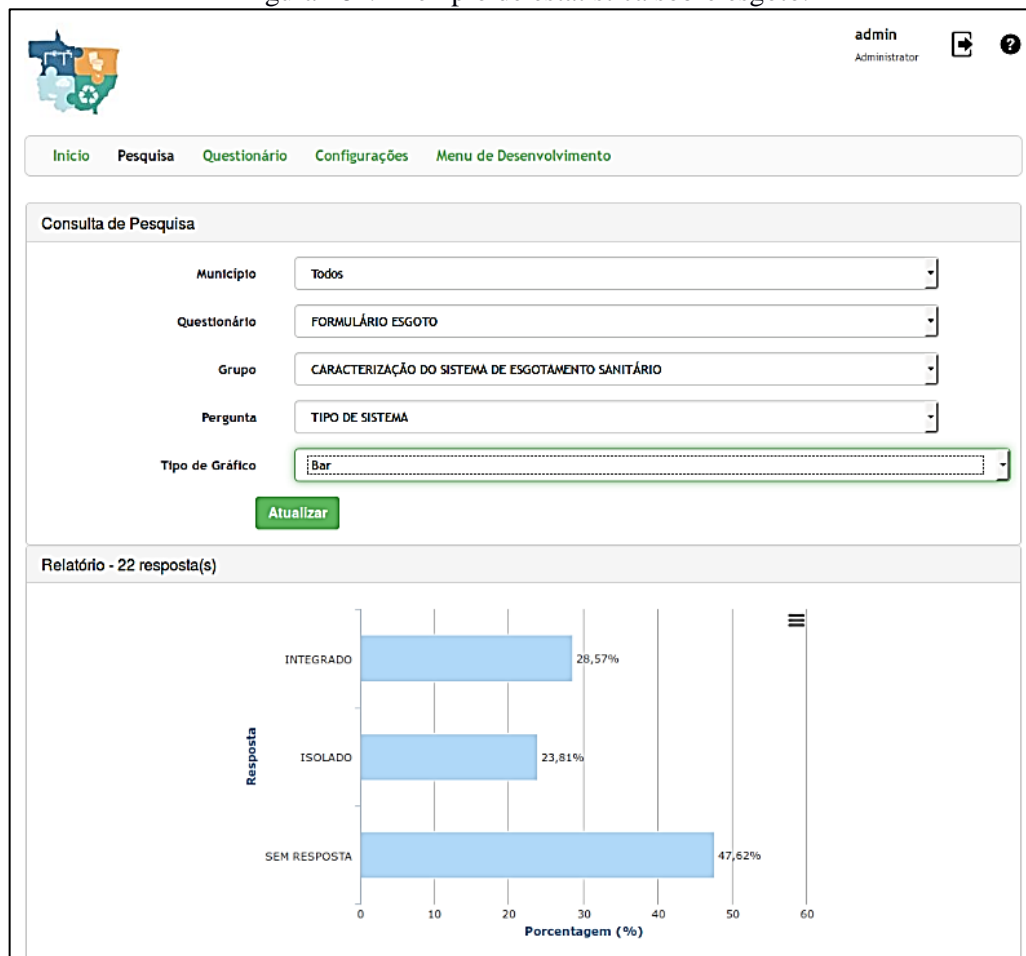 admin
Administrator
Inicio Pesquisa Questionário Configurações Menu de Desenvolvimento
Consulta de Pesquisa
Município Todos
Questionário FORMULÁRIO ESGOTO
Grupo CARACTERIZAÇÃO DO SISTEMA DE ESGOTAMENTO SANITÁRIO
Pergunta TIPO DE SISTEMA
Tipo de Gráfico Bar
Atualizar
Relatório - 22 resposta(s)
INTEGRADO 28,57%
ISOLADO 23,81%
SEM RESPOSTA 47,62%
Resposta
0 10 20 30 40 50 60
Porcentagem (%)